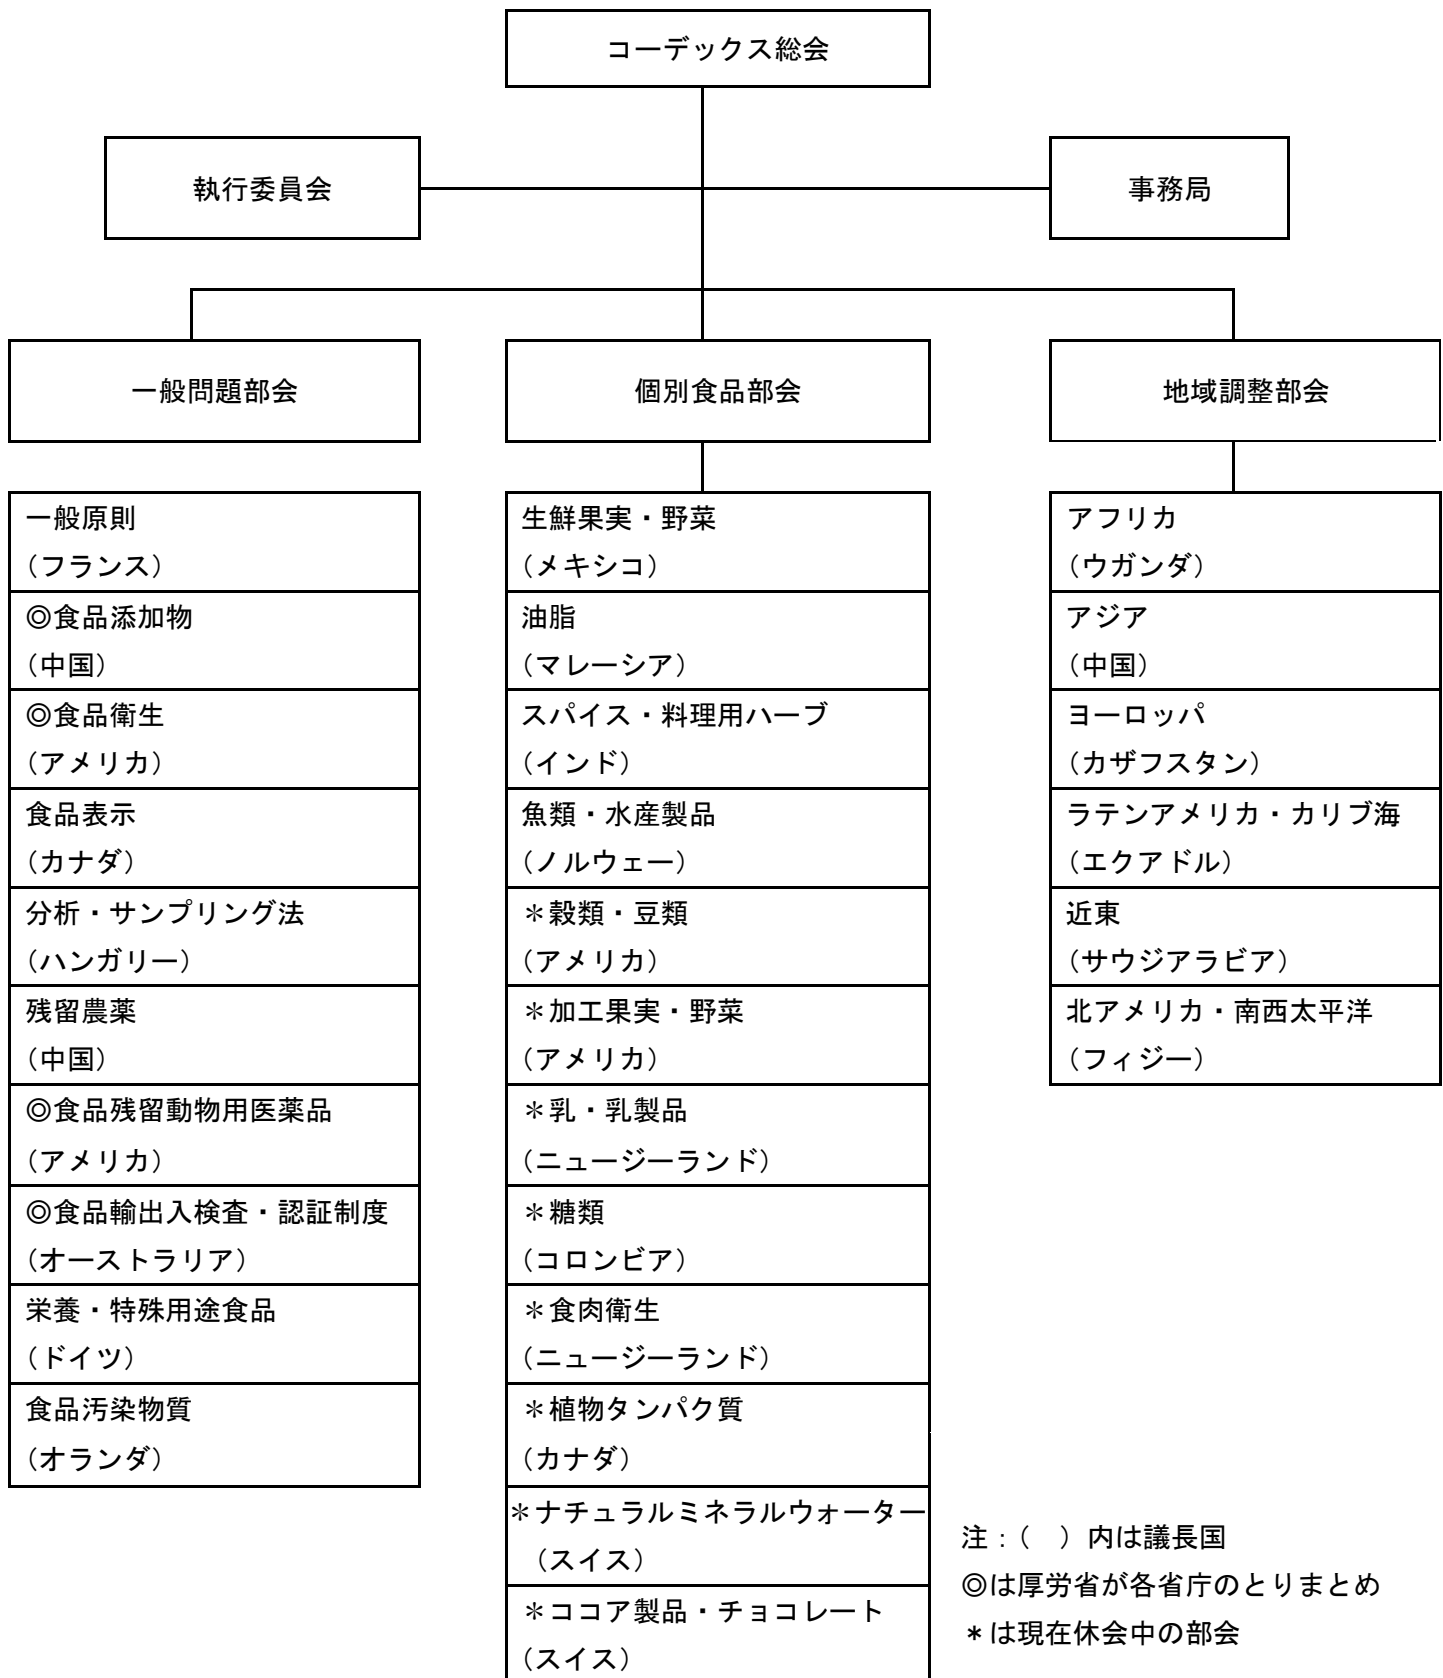 コーデックス総会
執行委員会
事務局
一般問題部会
個別食品部会
地域調整部会
一般原則
（フランス）
◎食品添加物
（中国）
◎食品衛生
（アメリカ）
食品表示
（カナダ）
分析・サンプリング法
（ハンガリー）
残留農薬
（中国）
◎食品残留動物用医薬品
（アメリカ）
◎食品輸出入検査・認証制度
（オーストラリア）
栄養・特殊用途食品
（ドイツ）
食品汚染物質
（オランダ）
生鮮果実・野菜
（メキシコ）
油脂
（マレーシア）
スパイス・料理用ハーブ
（インド）
魚類・水産製品
（ノルウェー）
＊穀類・豆類
（アメリカ）
＊加工果実・野菜
（アメリカ）
＊乳・乳製品
（ニュージーランド）
＊糖類
（コロンビア）
＊食肉衛生
（ニュージーランド）
＊植物タンパク質
（カナダ）
＊ナチュラルミネラルウォーター
（スイス）
＊ココア製品・チョコレート
（スイス）
アフリカ
（ウガンダ）
アジア
（中国）
ヨーロッパ
（カザフスタン）
ラテンアメリカ・カリブ海
（エクアドル）
近東
（サウジアラビア）
北アメリカ・南西太平洋
（フィジー）
注：（　）内は議長国
◎は厚労省が各省庁のとりまとめ
＊は現在休会中の部会